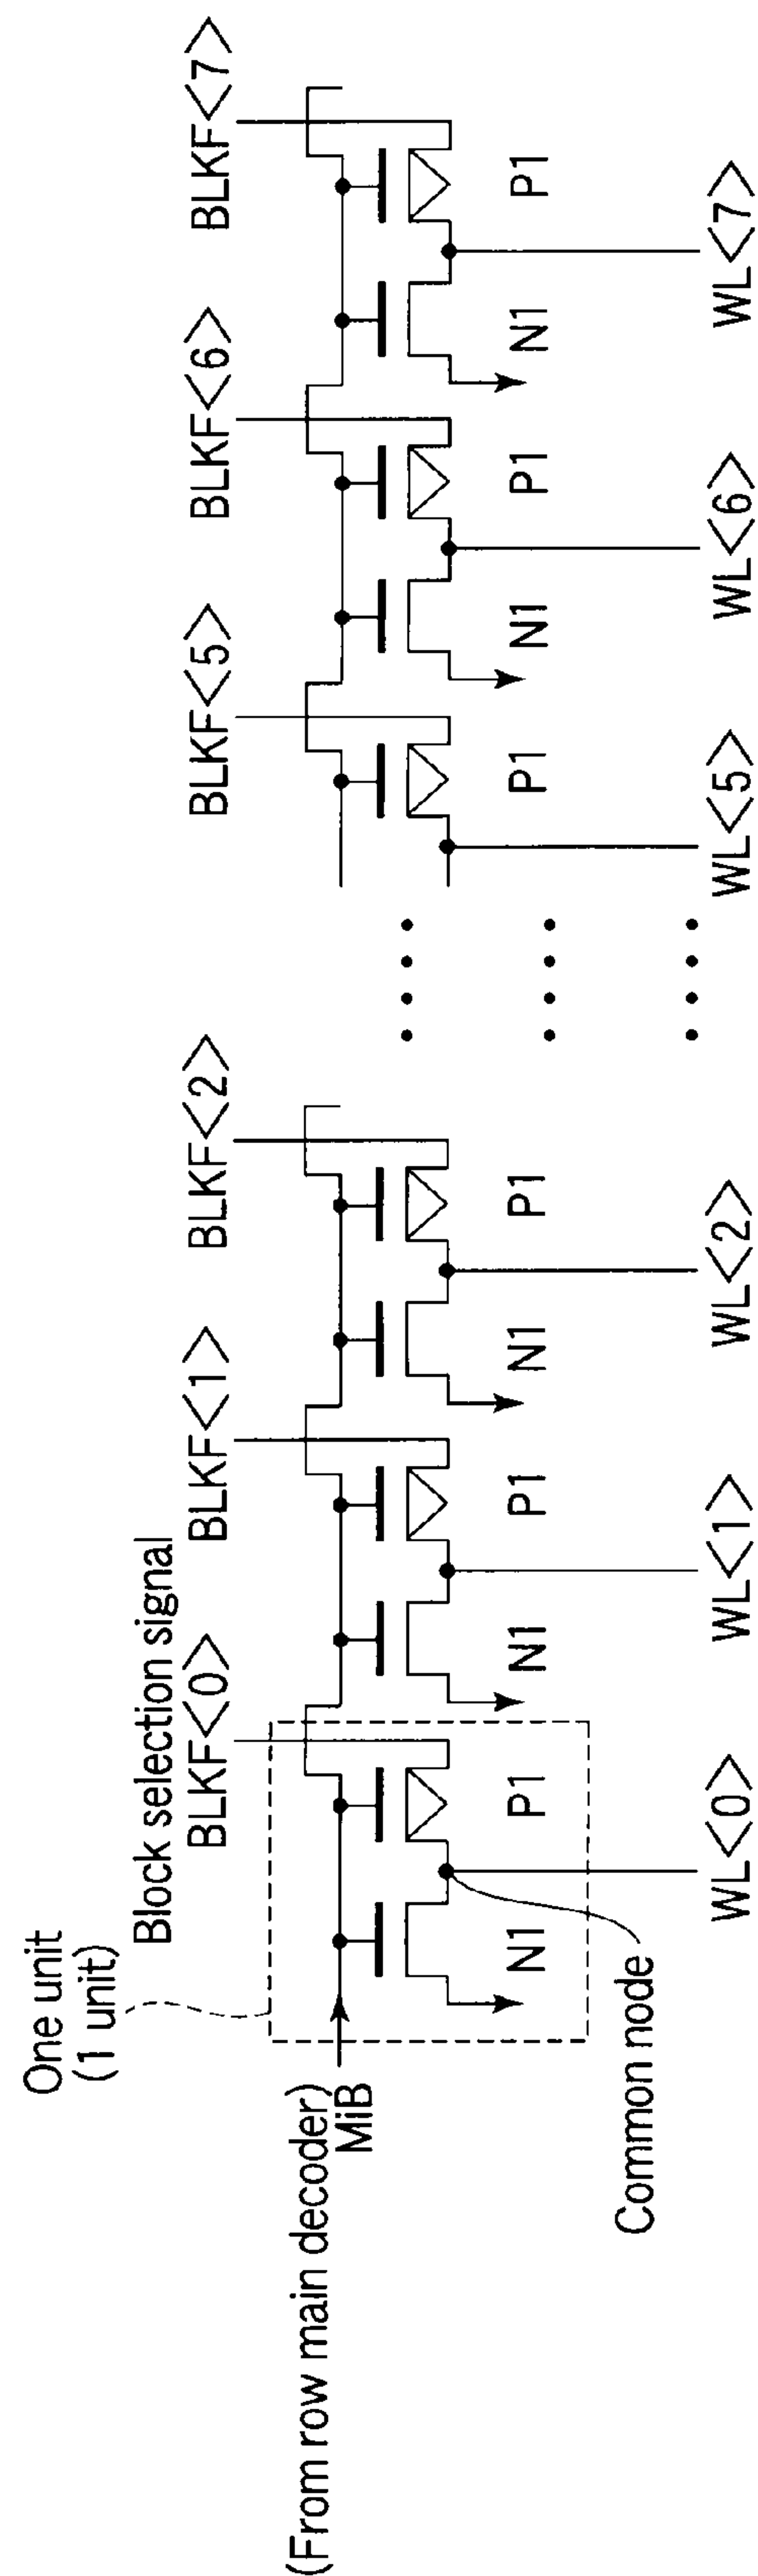 One unit
(1 unit)
Block selection signal
BLKF<0>
BLKF<1>
BLKF<2>
BLKF<5>
BLKF<6>
BLKF<7>
(From row main decoder)
MiB
N1
P1
N1
P1
N1
P1
P1
N1
P1
N1
P1
Common node
WL<0>
WL<1>
WL<2>
WL<5>
WL<6>
WL<7>